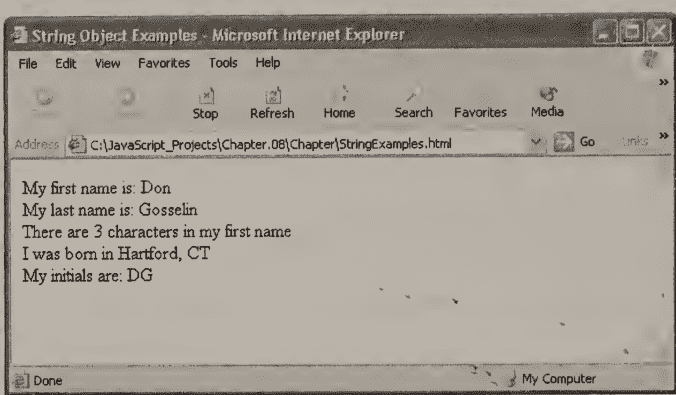 String Object Examples - Microsoft Internet Explorer
File Edit View Favorites Tools Help
Stop Refresh Home Search Favorites Media »
Address C:\JavaScript_Projects\Chapter.08\Chapter\StringExamples.html Go Links »
My first name is: Don
My last name is: Gosselin
There are 3 characters in my first name
I was born in Hartford, CT
My initials are: DG
Done My Computer